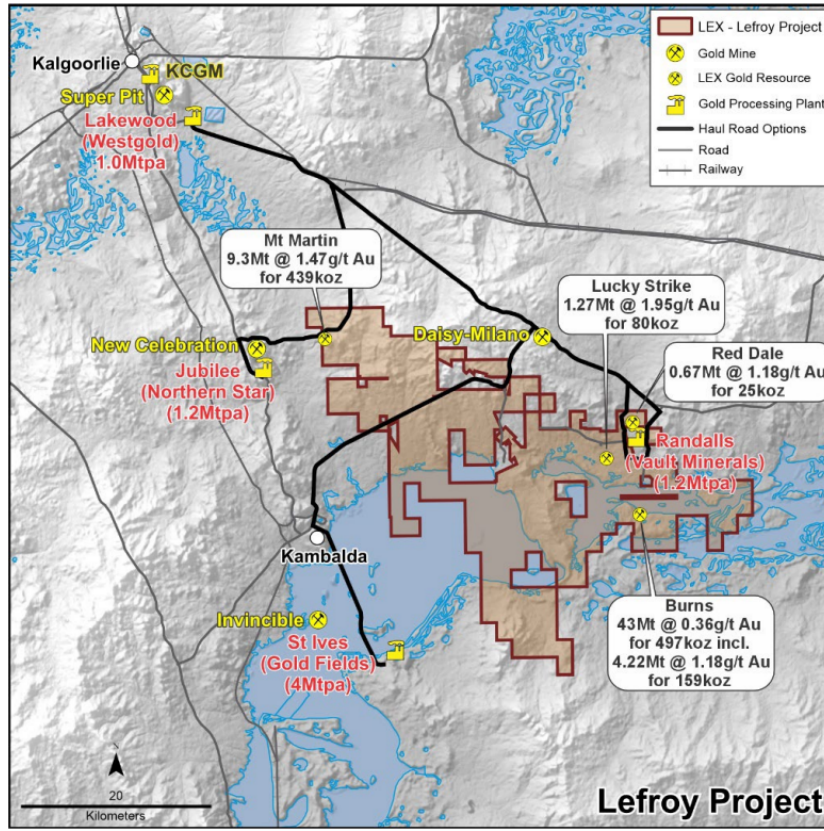 LEX - Lefroy Project
Gold Mine
LEX Gold Resource
Gold Processing Plant
Haul Road Options
Road
Railway
Kalgoorlie
KCGM
Super Pit
Lakewood
(Westgold)
1.0Mtpa
Mt Martin
9.3Mt @ 1.47g/t Au
for 439koz
Lucky Strike
1.27Mt @ 1.95g/t Au
for 80koz
New Celebration
Daisy-Milano
Jubilee
(Northern Star)
(1.2Mtpa)
Red Dale
0.67Mt @ 1.18g/t Au
for 25koz
Randalls
(Vault Minerals)
(1.2Mtpa)
Kambalda
Invincible
St Ives
(Gold Fields)
(4Mtpa)
Burns
43Mt @ 0.36g/t Au
for 497koz incl.
4.22Mt @ 1.18g/t Au
for 159koz
20
Kilometers
Lefroy Project